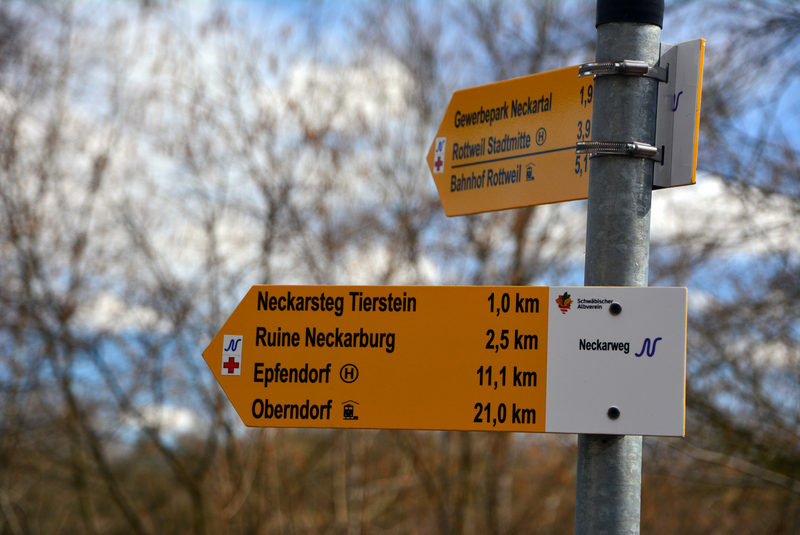 Gewerbepark Neckartal 1,9
Rottweil Stadtmitte H 3,9
Bahnhof Rottweil 5,1
Neckarsteg Tierstein 1,0 km
Ruine Neckarburg 2,5 km
Epfendorf H 11,1 km
Oberndorf 21,0 km
Schwäbischer
Albverein
Neckarweg